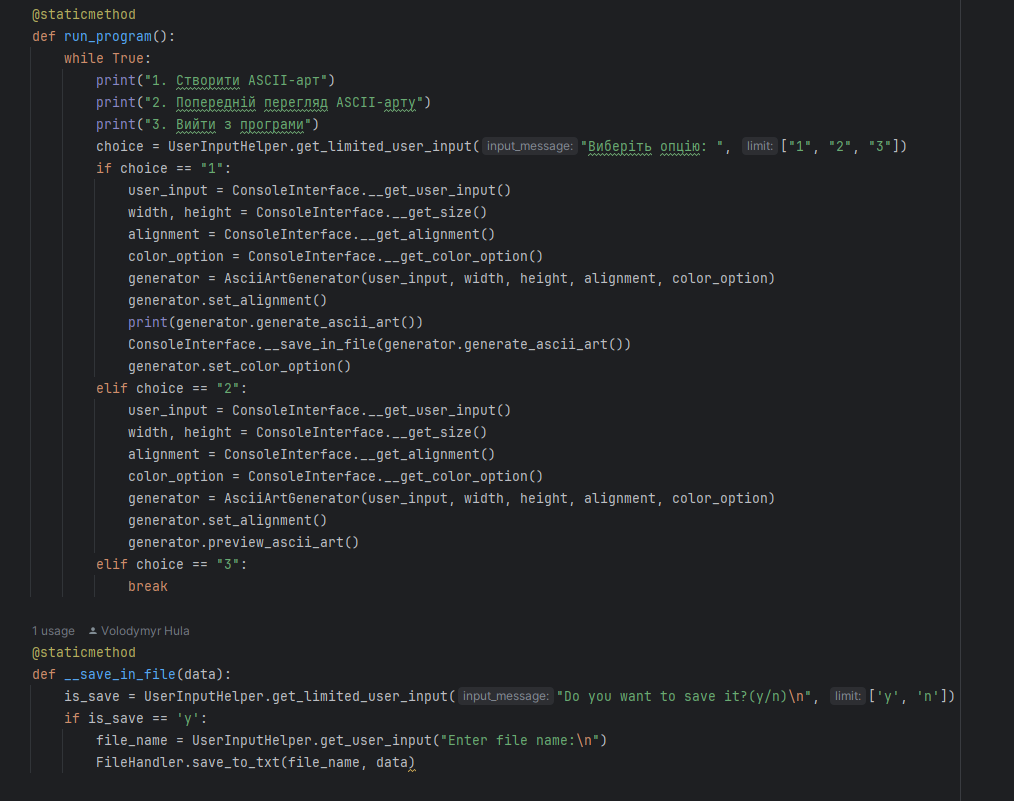 @staticmethod
def run_program():
    while True:
        print("1. Створити ASCII-арт")
        print("2. Попередній перегляд ASCII-арту")
        print("3. Вийти з програми")
        choice = UserInputHelper.get_limited_user_input( input_message: "Виберіть опцію: ", limit: ["1", "2", "3"])
        if choice == "1":
            user_input = ConsoleInterface.__get_user_input()
            width, height = ConsoleInterface.__get_size()
            alignment = ConsoleInterface.__get_alignment()
            color_option = ConsoleInterface.__get_color_option()
            generator = AsciiArtGenerator(user_input, width, height, alignment, color_option)
            generator.set_alignment()
            print(generator.generate_ascii_art())
            ConsoleInterface.__save_in_file(generator.generate_ascii_art())
            generator.set_color_option()
        elif choice == "2":
            user_input = ConsoleInterface.__get_user_input()
            width, height = ConsoleInterface.__get_size()
            alignment = ConsoleInterface.__get_alignment()
            color_option = ConsoleInterface.__get_color_option()
            generator = AsciiArtGenerator(user_input, width, height, alignment, color_option)
            generator.set_alignment()
            generator.preview_ascii_art()
        elif choice == "3":
            break
1 usage Volodymyr Hula
@staticmethod
def __save_in_file(data):
    is_save = UserInputHelper.get_limited_user_input( input_message: "Do you want to save it?(y/n)\n", limit: ['y', 'n'])
    if is_save == 'y':
        file_name = UserInputHelper.get_user_input("Enter file name:\n")
        FileHandler.save_to_txt(file_name, data)